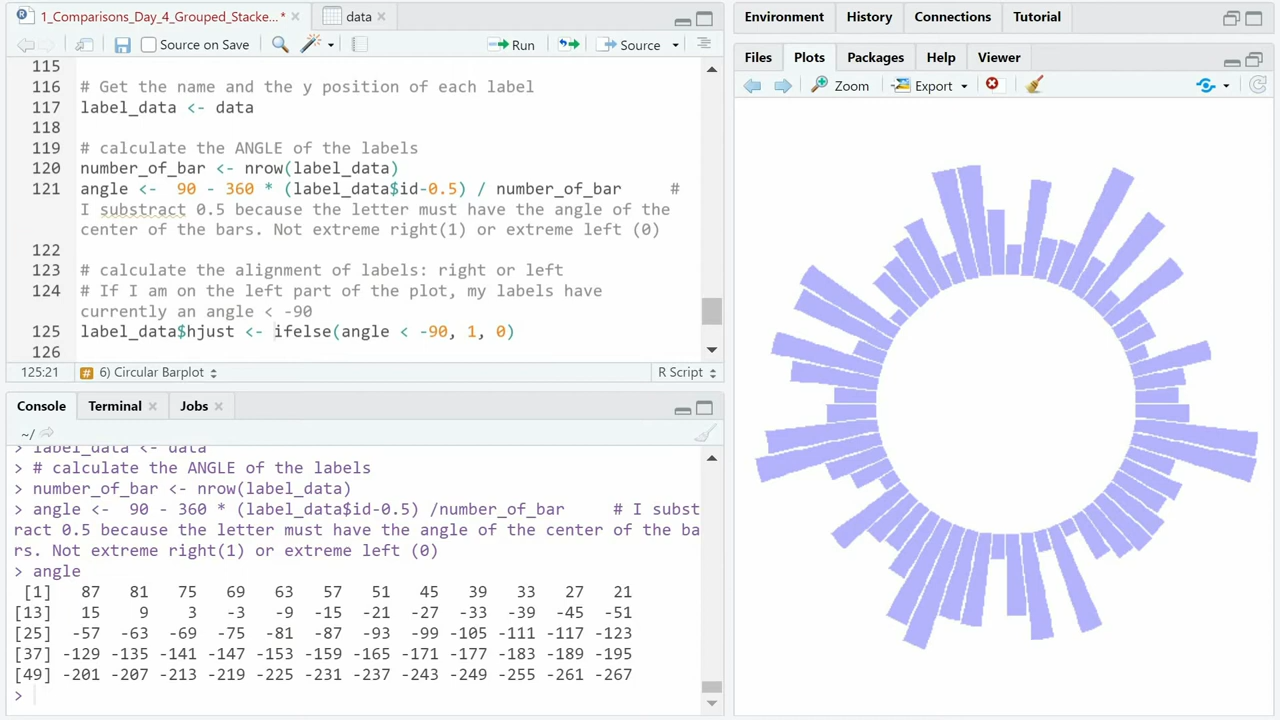 1_Comparisons_Day_4_Grouped_Stacke...*
data
Source on Save
Run
Source
115
116 # Get the name and the y position of each label
117 label_data <- data
118
119 # calculate the ANGLE of the labels
120 number_of_bar <- nrow(label_data)
121 angle <-  90 - 360 * (label_data$id-0.5) / number_of_bar     #
I substract 0.5 because the letter must have the angle of the
center of the bars. Not extreme right(1) or extreme left (0)
122
123 # calculate the alignment of labels: right or left
124 # If I am on the left part of the plot, my labels have
currently an angle < -90
125 label_data$hjust <- ifelse(angle < -90, 1, 0)
126
125:21
# 6) Circular Barplot
R Script
Console
Terminal
Jobs
~/
> label_data <- data
> # calculate the ANGLE of the labels
> number_of_bar <- nrow(label_data)
> angle <-  90 - 360 * (label_data$id-0.5) /number_of_bar     # I subst
ract 0.5 because the letter must have the angle of the center of the ba
rs. Not extreme right(1) or extreme left (0)
> angle
[1] 87 81 75 69 63 57 51 45 39 33 27 21
[13] 15 9 3 -3 -9 -15 -21 -27 -33 -39 -45 -51
[25] -57 -63 -69 -75 -81 -87 -93 -99 -105 -111 -117 -123
[37] -129 -135 -141 -147 -153 -159 -165 -171 -177 -183 -189 -195
[49] -201 -207 -213 -219 -225 -231 -237 -243 -249 -255 -261 -267
>
Environment
History
Connections
Tutorial
Files
Plots
Packages
Help
Viewer
Zoom
Export